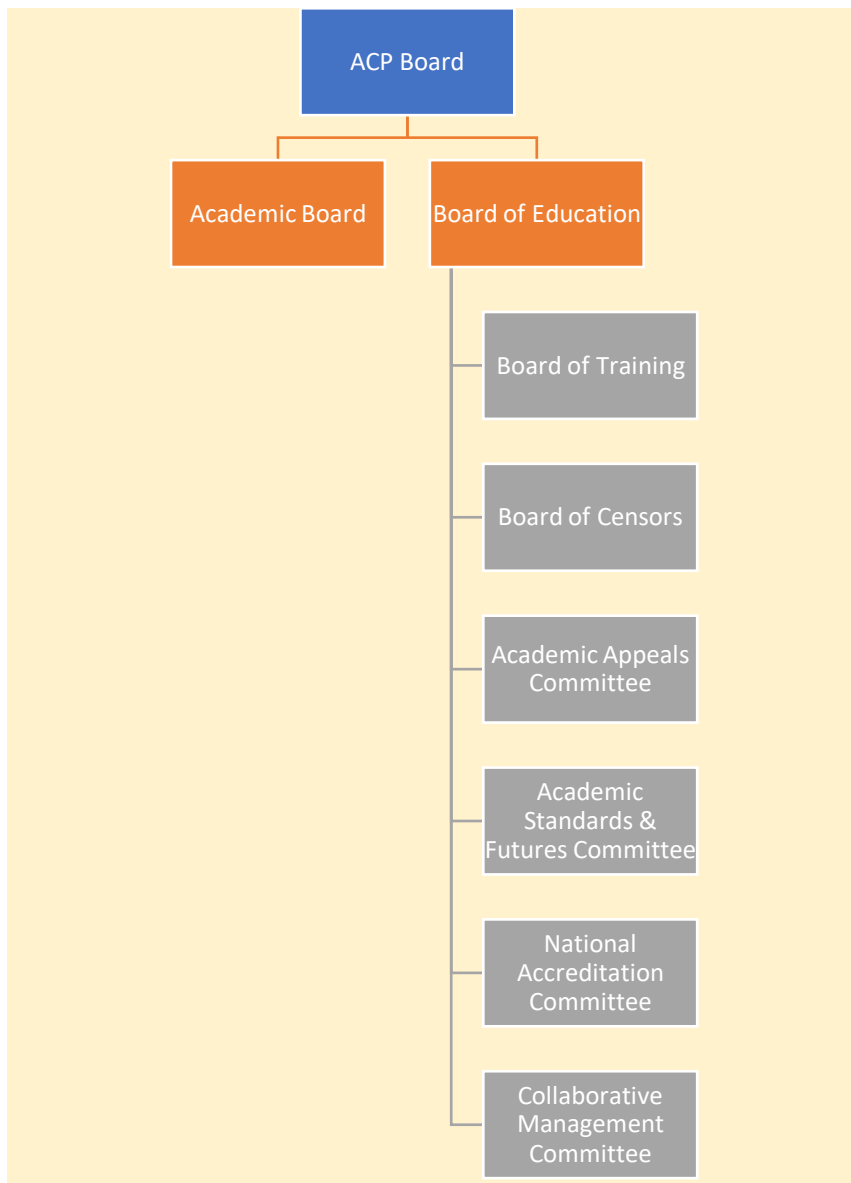 ACP Board
Academic Board
Board of Education
Board of Training
Board of Censors
Academic Appeals
Committee
Academic
Standards &
Futures Committee
National
Accreditation
Committee
Collaborative
Management
Committee